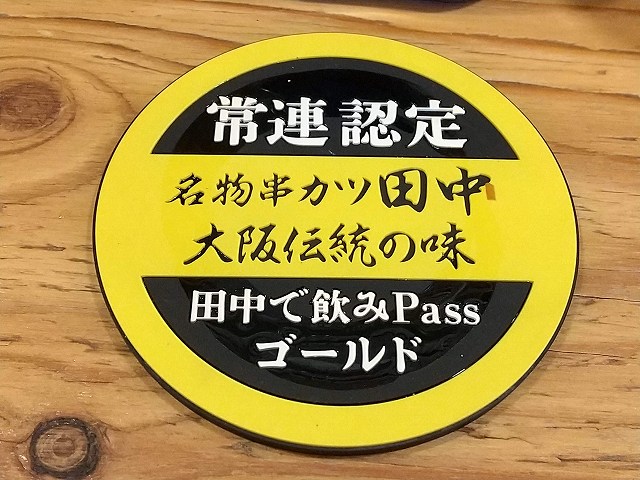 常連認定
名物串カツ田中
大阪伝統の味
田中で飲みPass
ゴールド